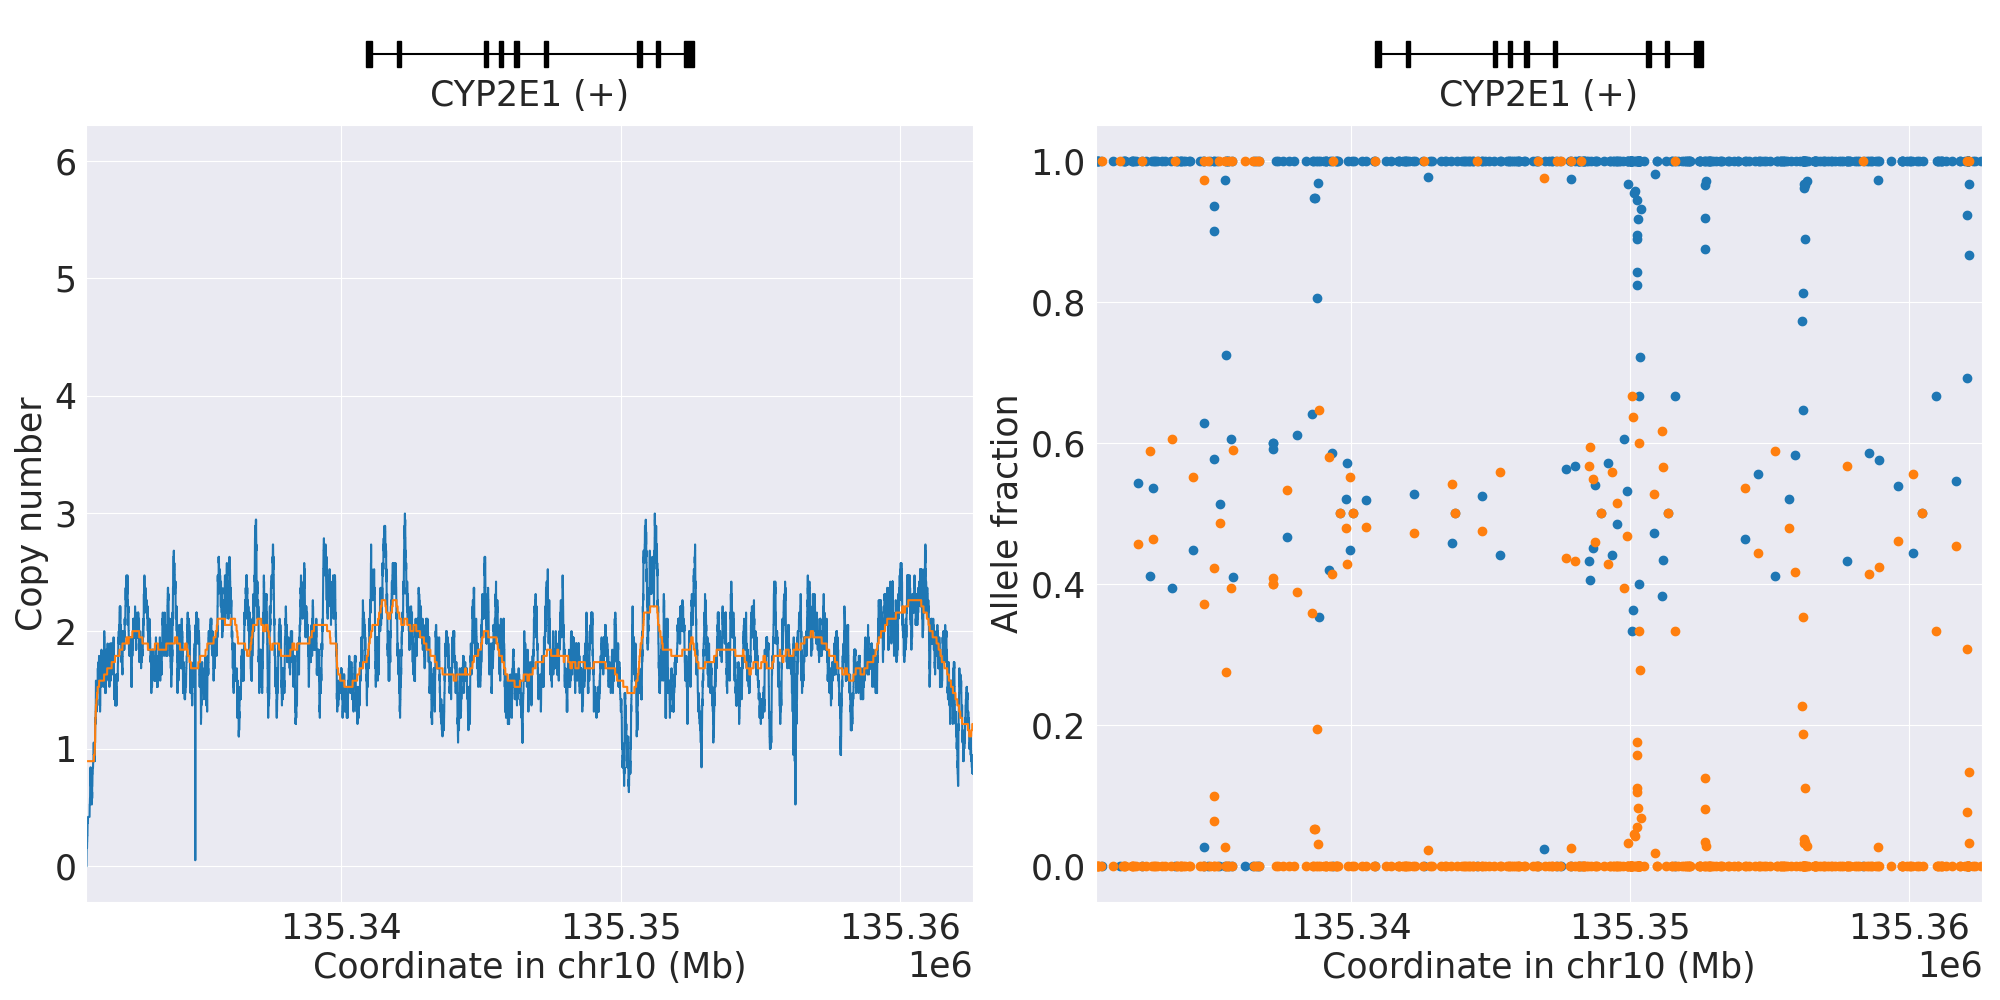 CYP2E1 (+)
6
5
4
3
2
1
0
Copy number
135.34 135.35 135.36
Coordinate in chr10 (Mb)
1e6
CYP2E1 (+)
1.0
0.8
0.6
0.4
0.2
0.0
Allele fraction
135.34 135.35 135.36
Coordinate in chr10 (Mb)
1e6